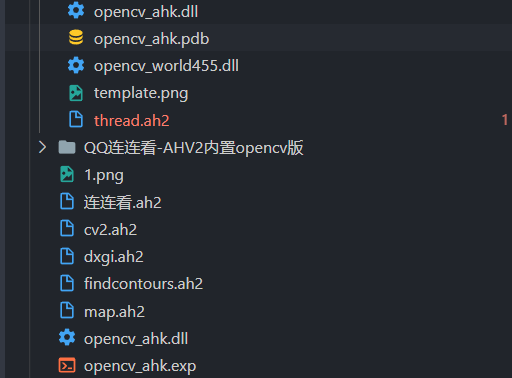 opencv_ahk.dll
opencv_ahk.pdb
opencv_world455.dll
template.png
thread.ah2 1
QQ连连看-AHV2内置opencv版
1.png
连连看.ah2
cv2.ah2
dxgi.ah2
findcontours.ah2
map.ah2
opencv_ahk.dll
opencv_ahk.exp